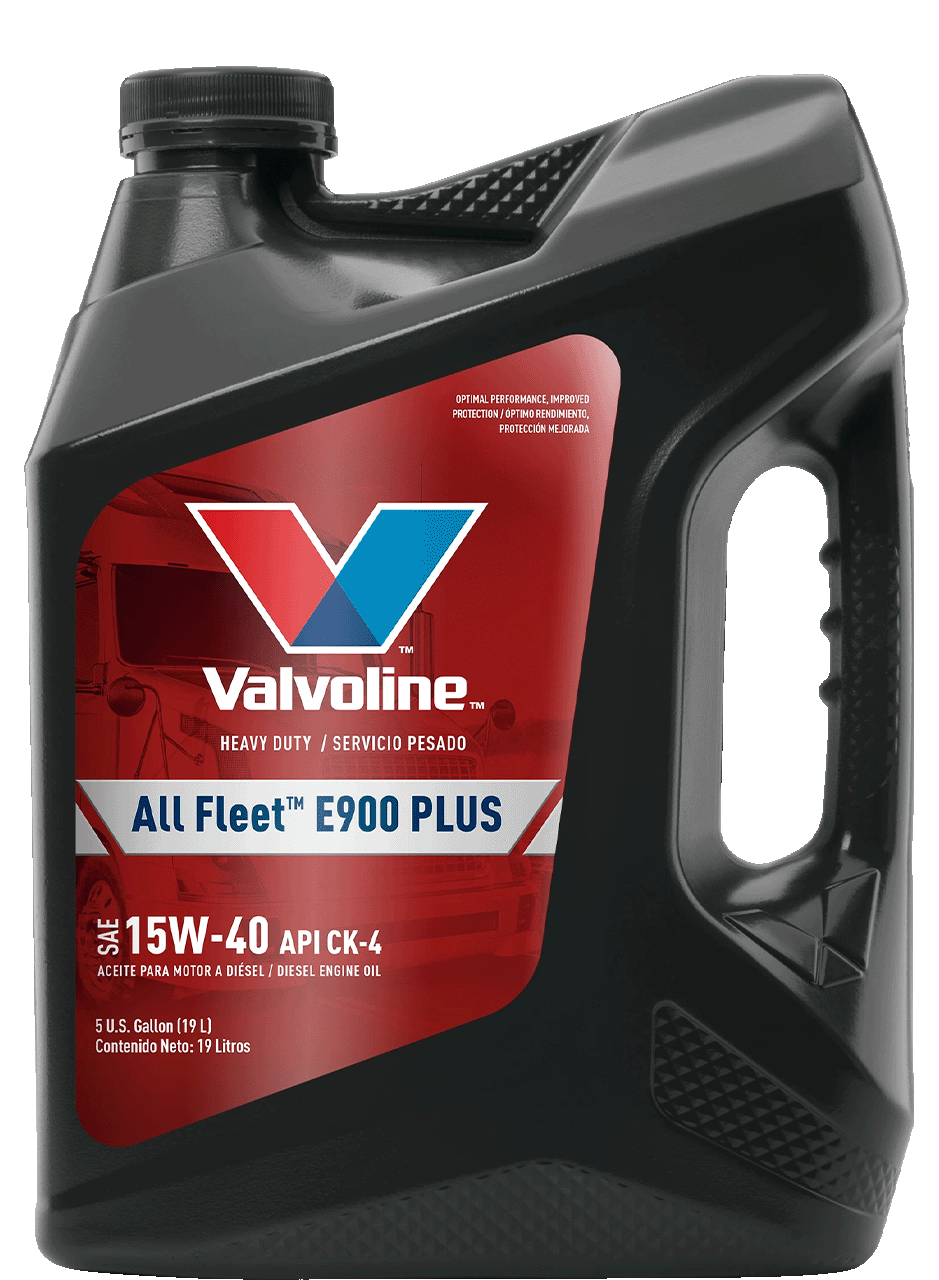 OPTIMAL PERFORMANCE, IMPROVED
PROTECTION / ÓPTIMO RENDIMIENTO,
PROTECCIÓN MEJORADA
TM
Valvoline™
HEAVY DUTY / SERVICIO PESADO
All Fleet™ E900 PLUS
SAE 15W-40 API CK-4
ACEITE PARA MOTOR A DIÉSEL / DIESEL ENGINE OIL
5 U.S. Gallon (19 L)
Contenido Neto: 19 Litros